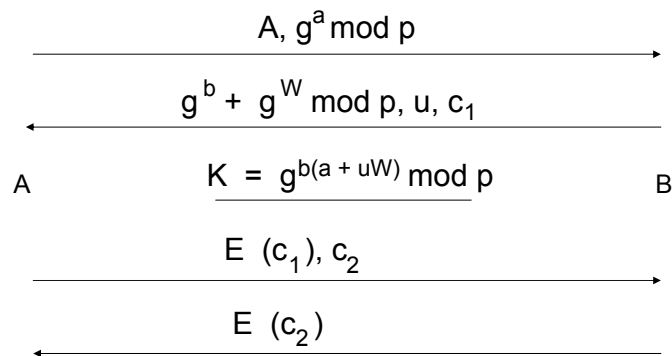 A, g^a mod p
g^b + g^W mod p, u, c_1
A K = g^{b(a + uW)} mod p B
E (c_1), c_2
E (c_2)